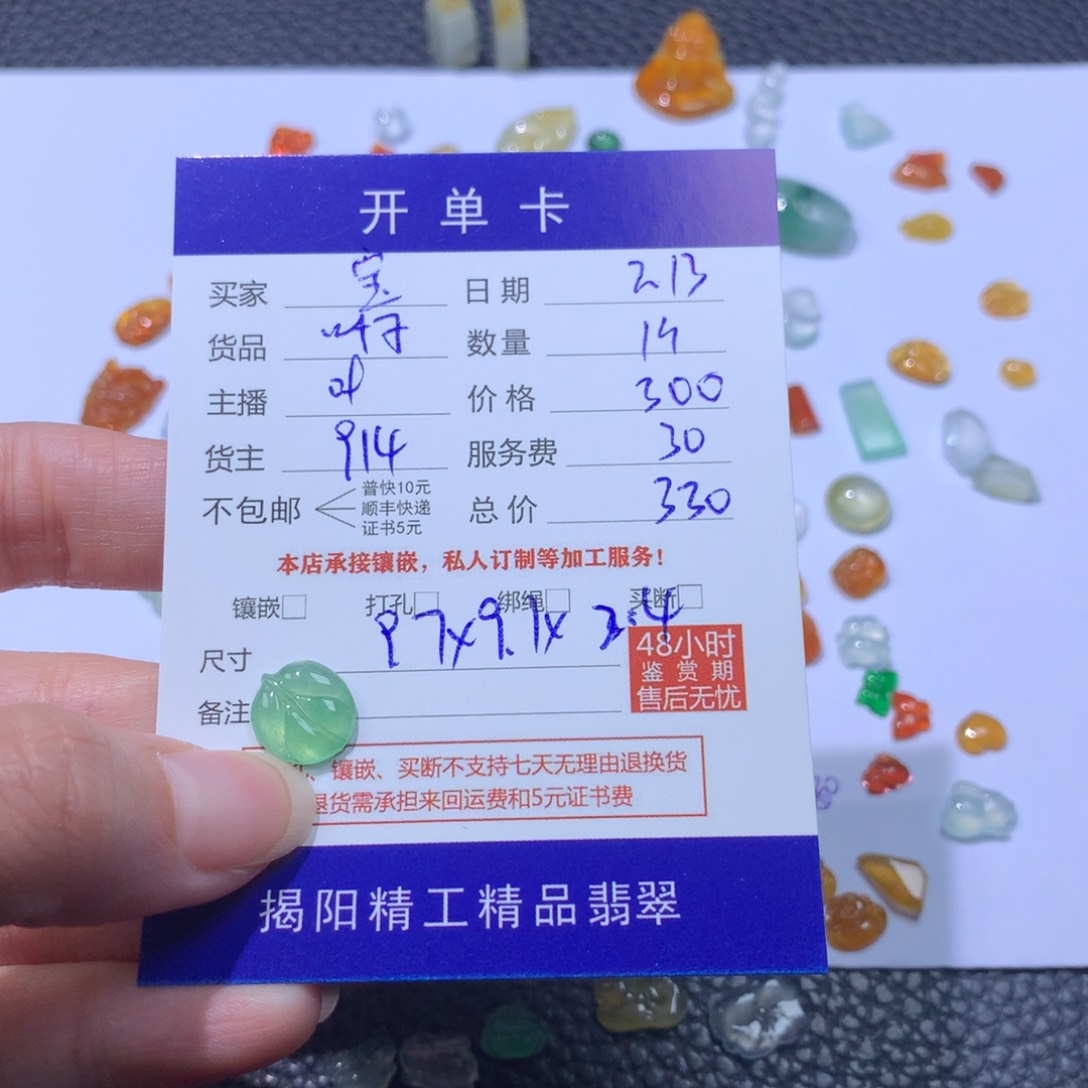 开单卡
买家 宝 日期 2.13
货品 叶子 数量 1件
主播 价格 300
货主 914 服务费 30
不包邮 普快10元 顺丰快递 证书5元 总价 330
本店承接镶嵌，私人订制等加工服务！
镶嵌□ 打孔□ 绑绳□ 买断□
尺寸 9.7x9.1x3.4
48小时
鉴赏期
售后无忧
备注
、镶嵌、买断不支持七天无理由退换货
退货需承担来回运费和5元证书费
揭阳精工精品翡翠